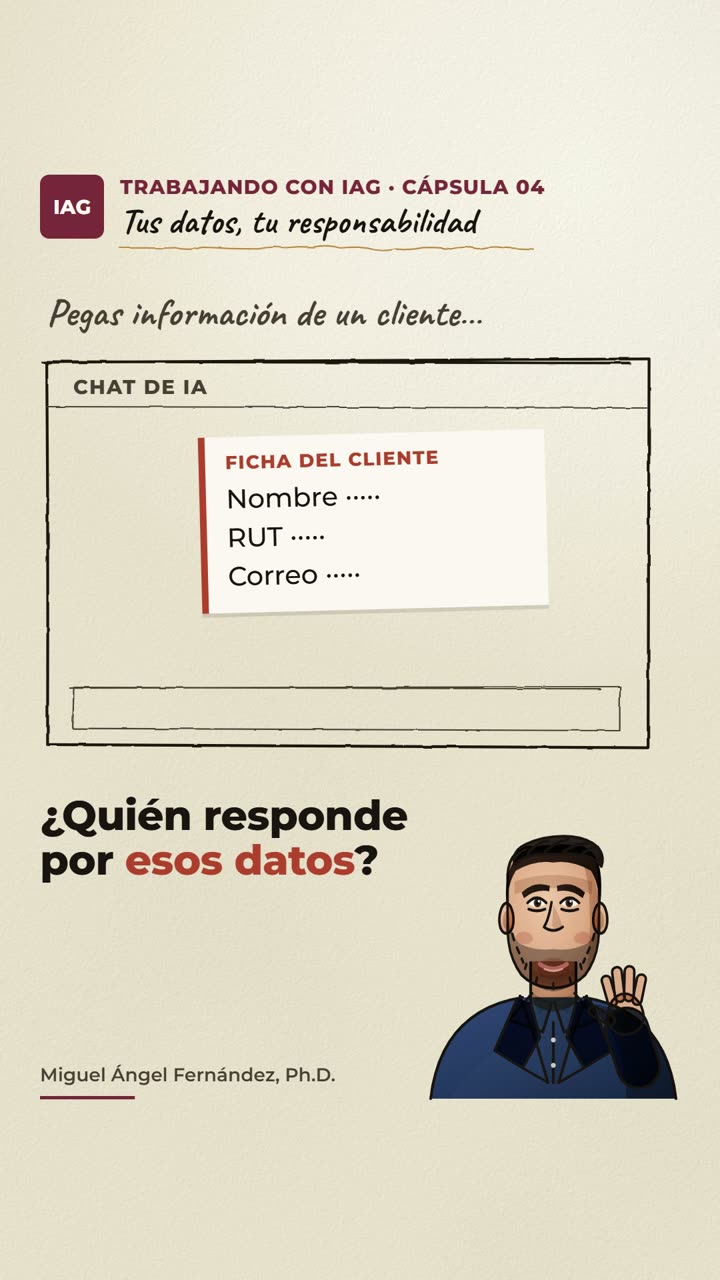 IAG
TRABAJANDO CON IAG · CÁPSULA 04
Tus datos, tu responsabilidad
Pegas información de un cliente...
CHAT DE IA
FICHA DEL CLIENTE
Nombre ·····
RUT ·····
Correo ·····
¿Quién responde
por esos datos?
Miguel Ángel Fernández, Ph.D.